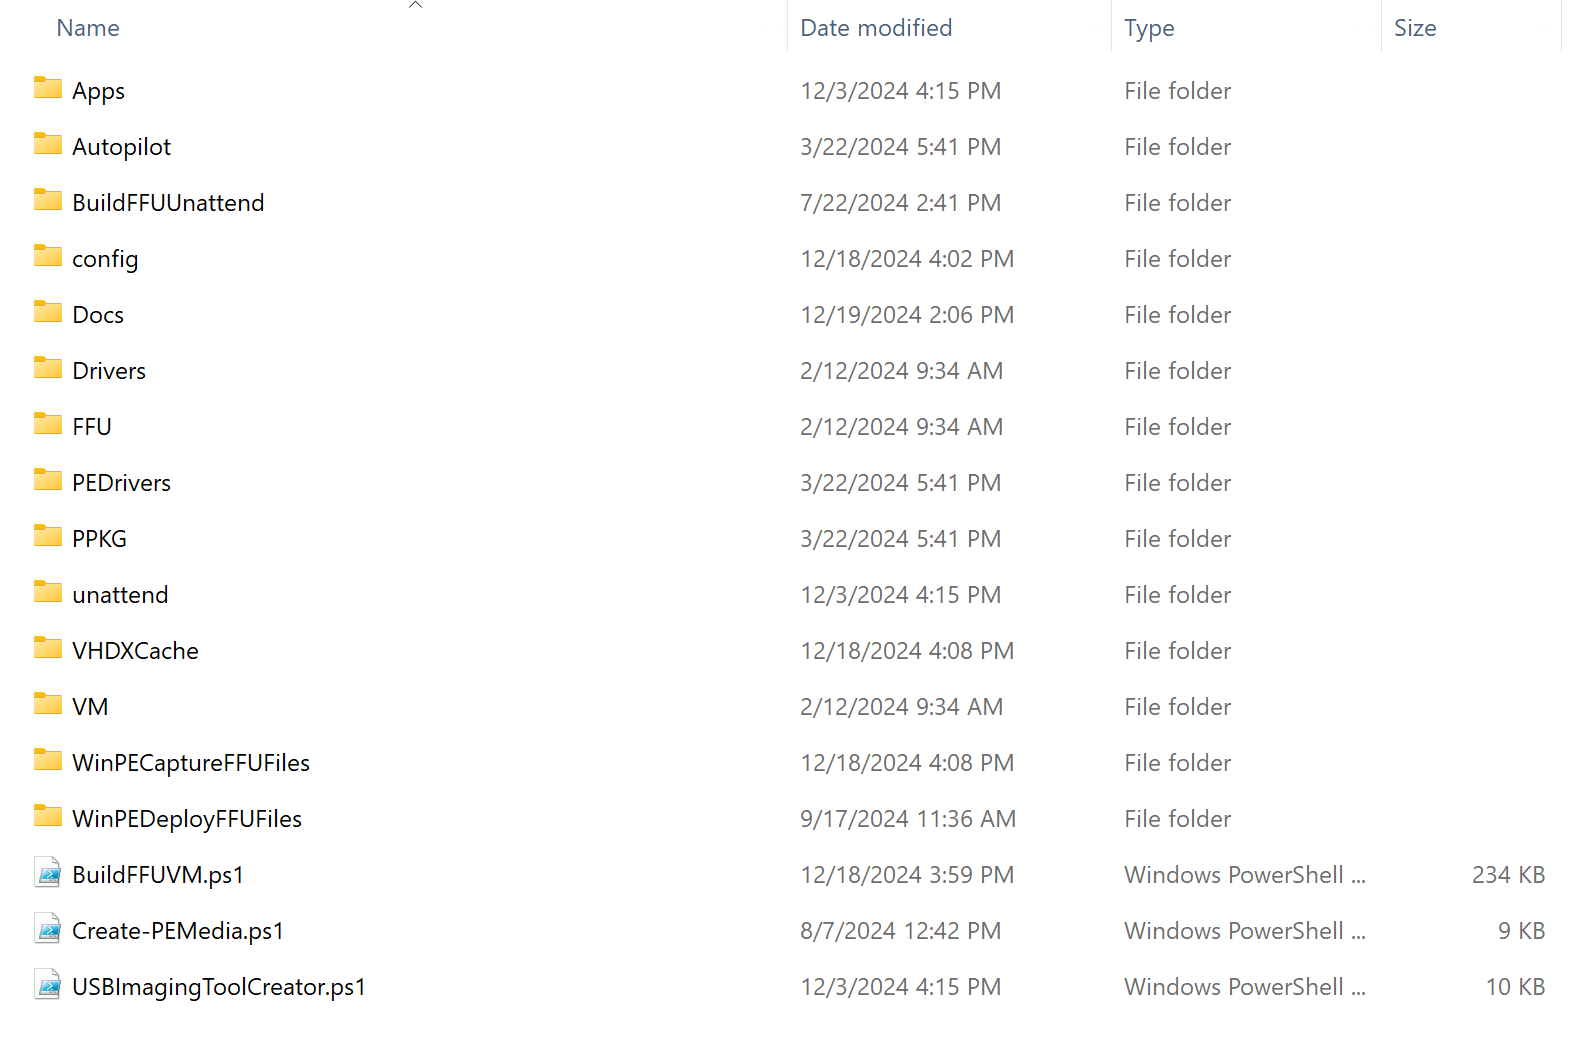 Name Date modified Type Size
Apps 12/3/2024 4:15 PM File folder
Autopilot 3/22/2024 5:41 PM File folder
BuildFFUUnattend 7/22/2024 2:41 PM File folder
config 12/18/2024 4:02 PM File folder
Docs 12/19/2024 2:06 PM File folder
Drivers 2/12/2024 9:34 AM File folder
FFU 2/12/2024 9:34 AM File folder
PEDrivers 3/22/2024 5:41 PM File folder
PPKG 3/22/2024 5:41 PM File folder
unattend 12/3/2024 4:15 PM File folder
VHDXCache 12/18/2024 4:08 PM File folder
VM 2/12/2024 9:34 AM File folder
WinPECaptureFFUFiles 12/18/2024 4:08 PM File folder
WinPEDeployFFUFiles 9/17/2024 11:36 AM File folder
BuildFFUVM.ps1 12/18/2024 3:59 PM Windows PowerShell ... 234 KB
Create-PEMedia.ps1 8/7/2024 12:42 PM Windows PowerShell ... 9 KB
USBImagingToolCreator.ps1 12/3/2024 4:15 PM Windows PowerShell ... 10 KB